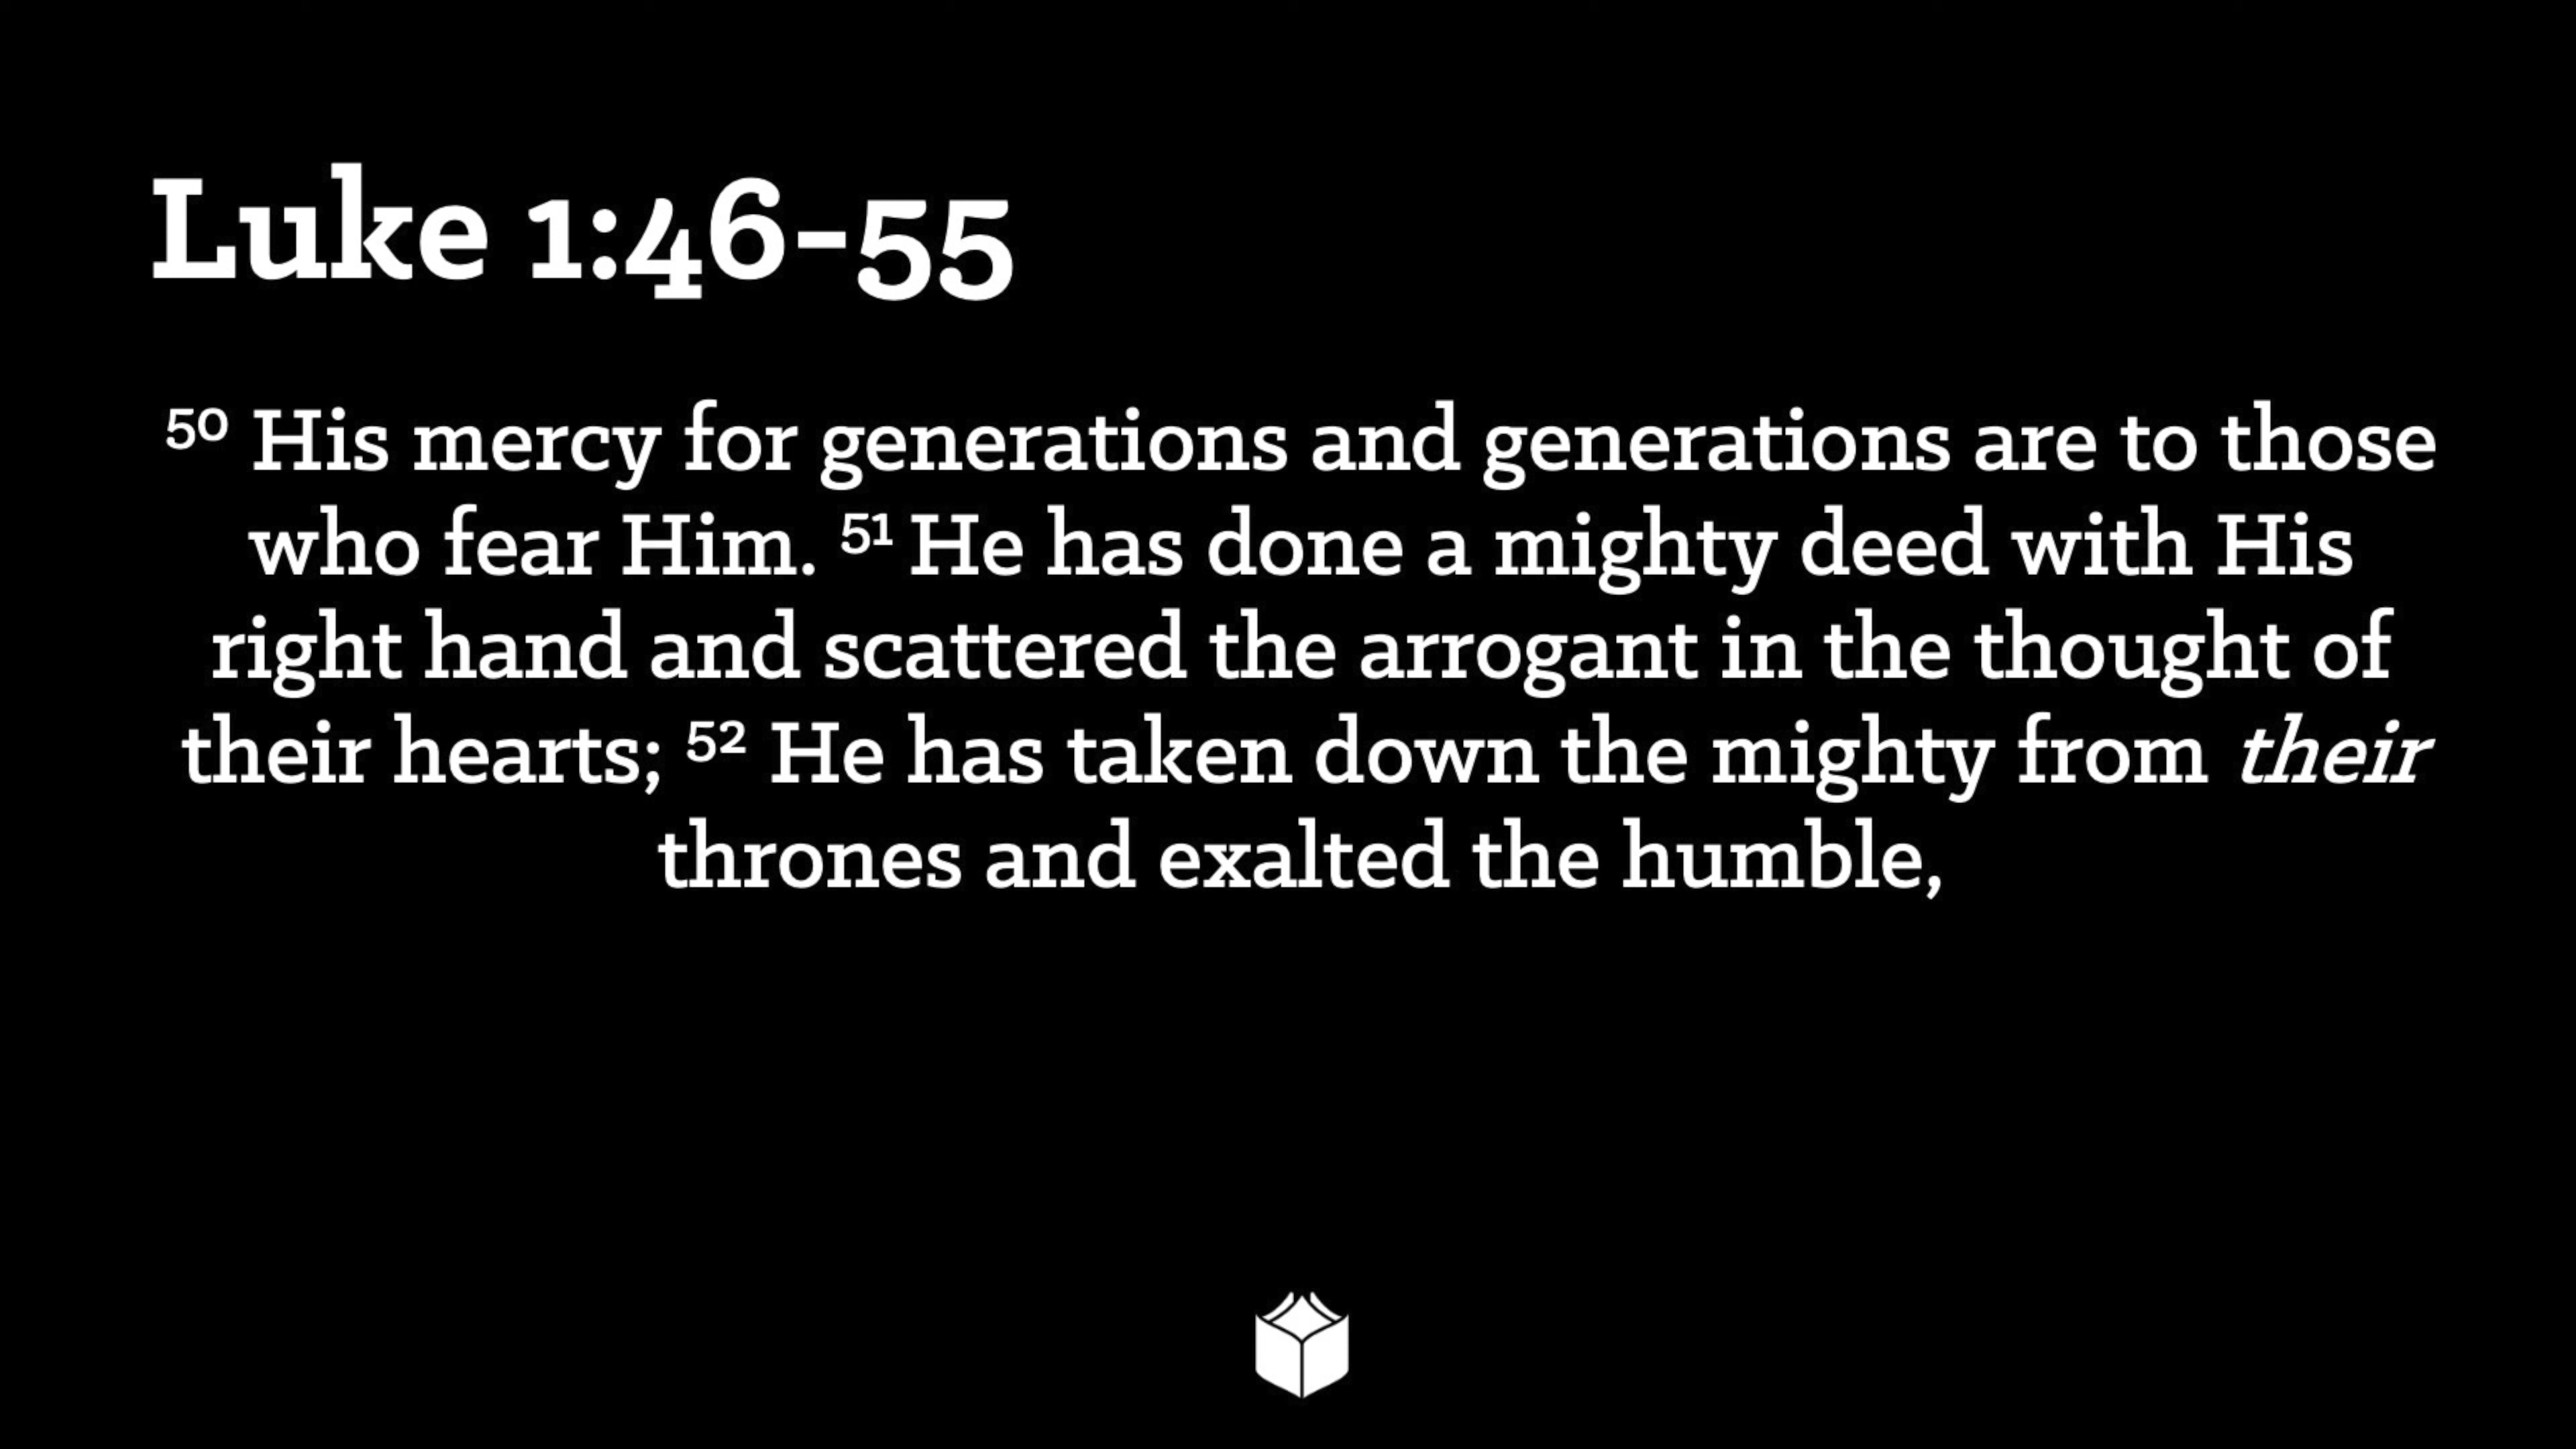 Luke 1:46-55
50 His mercy for generations and generations are to those
who fear Him. 51 He has done a mighty deed with His
right hand and scattered the arrogant in the thought of
their hearts; 52 He has taken down the mighty from their
thrones and exalted the humble,